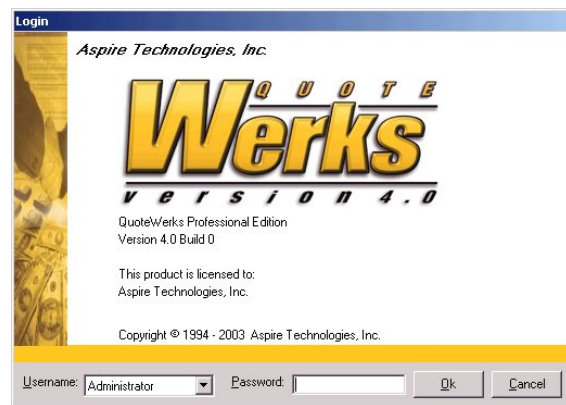 Login
Aspire Technologies, Inc.
QUOTE
Werks
version 4.0
QuoteWerks Professional Edition
Version 4.0 Build 0
This product is licensed to:
Aspire Technologies, Inc.
Copyright © 1994 - 2003 Aspire Technologies, Inc.
Username: Administrator Password: Ok Cancel